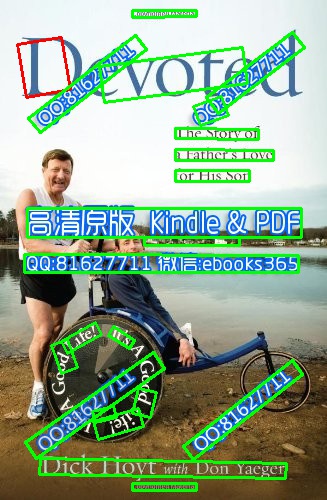 Devoted
QQ:81627711
QQ:81627711
The Story of
a Father's Love
for His Son
高清原版 Kindle & PDF
QQ:81627711 微信:ebooks365
It's A Good Life!
A Good Life!
QQ:81627711
QQ:81627711
Dick Hoyt with Don Yaeger